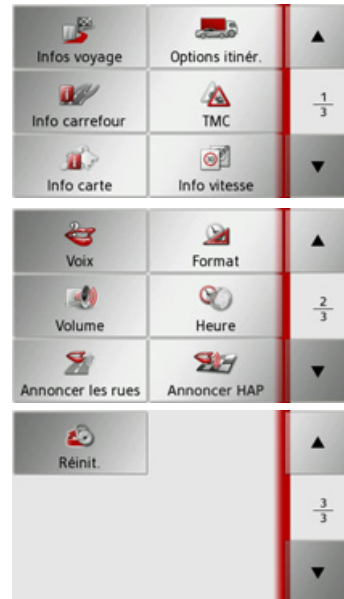 Infos voyage
Options itinér.
Info carrefour
TMC
1
3
Info carte
Info vitesse
Voix
Format
Volume
Heure
2
3
Annoncer les rues
Annoncer HAP
Réinit.
3
3